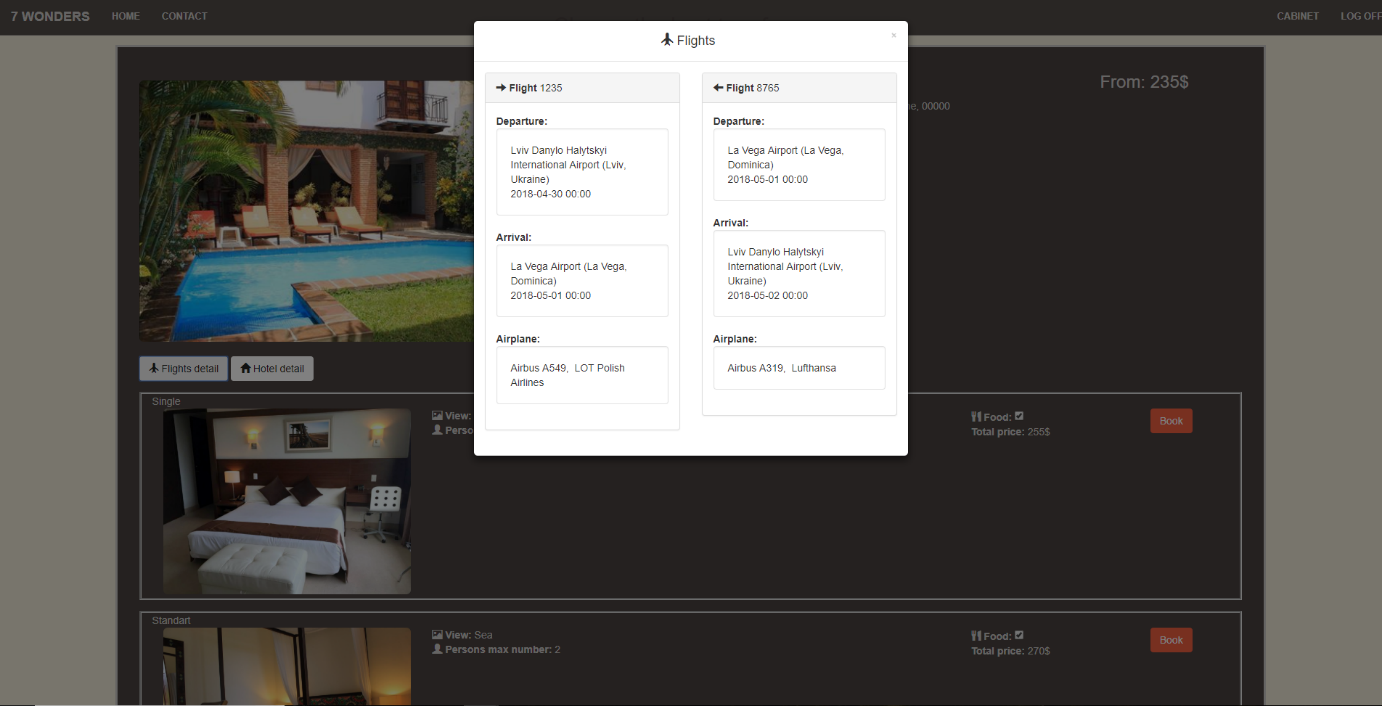 7 WONDERS HOME CONTACT CABINET LOG OFF
Flights ×
From: 235$
00000
Flight 1235
Departure:
Lviv Danylo Halytskyi
International Airport (Lviv,
Ukraine)
2018-04-30 00:00
Arrival:
La Vega Airport (La Vega,
Dominica)
2018-05-01 00:00
Airplane:
Airbus A549, LOT Polish
Airlines
Flight 8765
Departure:
La Vega Airport (La Vega,
Dominica)
2018-05-01 00:00
Arrival:
Lviv Danylo Halytskyi
International Airport (Lviv,
Ukraine)
2018-05-02 00:00
Airplane:
Airbus A319, Lufthansa
Flights detail Hotel detail
Single
View:
Perso
Food:
Total price: 255$
Book
Standart
View: Sea
Persons max number: 2
Food:
Total price: 270$
Book